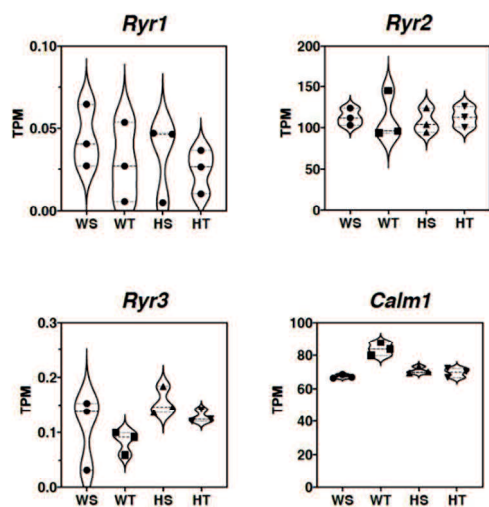 Ryr1
Ryr2
0.10
0.05
0.00
TPM
WS WT HS HT
200
150
100
50
0
TPM
WS WT HS HT
Ryr3
Calm1
0.3
0.2
0.1
0.0
TPM
WS WT HS HT
100
80
60
40
20
0
TPM
WS WT HS HT